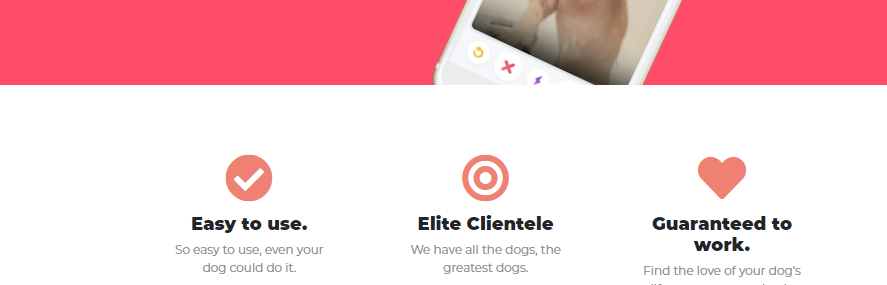 Easy to use.
So easy to use, even your
dog could do it.
Elite Clientele
We have all the dogs, the
greatest dogs.
Guaranteed to
work.
Find the love of your dog's